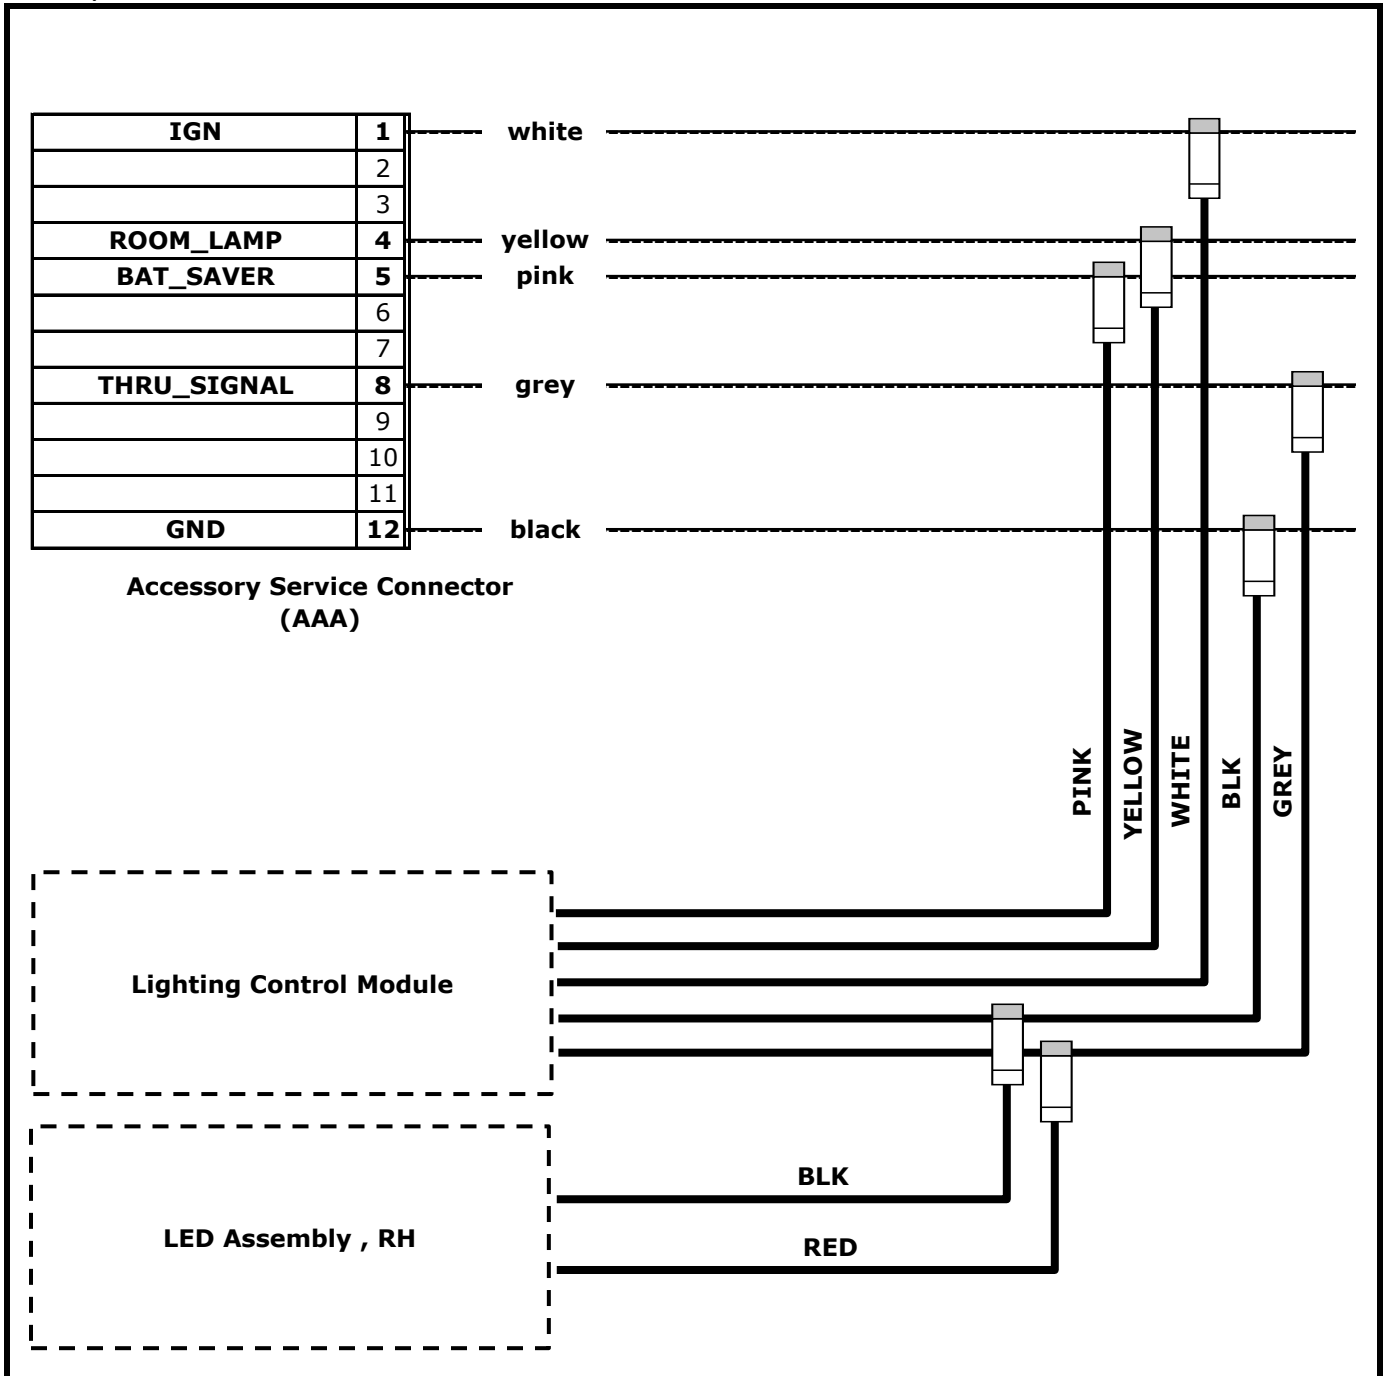 IGN 1 white
2
3
ROOM_LAMP 4 yellow
BAT_SAVER 5 pink
6
7
THRU_SIGNAL 8 grey
9
10
11
GND 12 black
Accessory Service Connector
(AAA)
PINK
YELLOW
WHITE
BLK
GREY
Lighting Control Module
BLK
LED Assembly , RH
RED